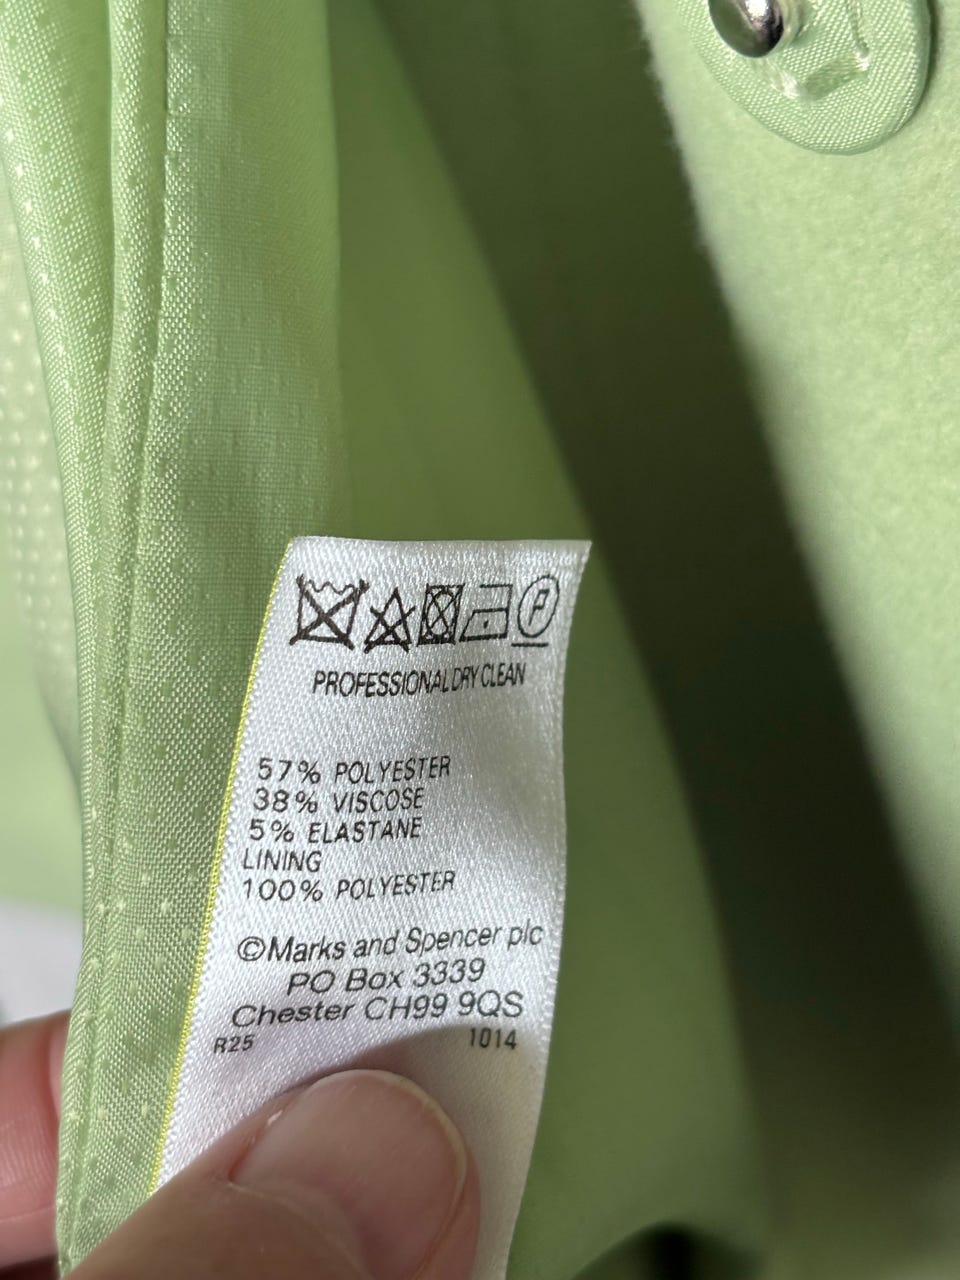 P
PROFESSIONAL DRY CLEAN
57% POLYESTER
38% VISCOSE
5% ELASTANE
LINING
100% POLYESTER
©Marks and Spencer plc
PO Box 3339
Chester CH99 9QS
R25 1014